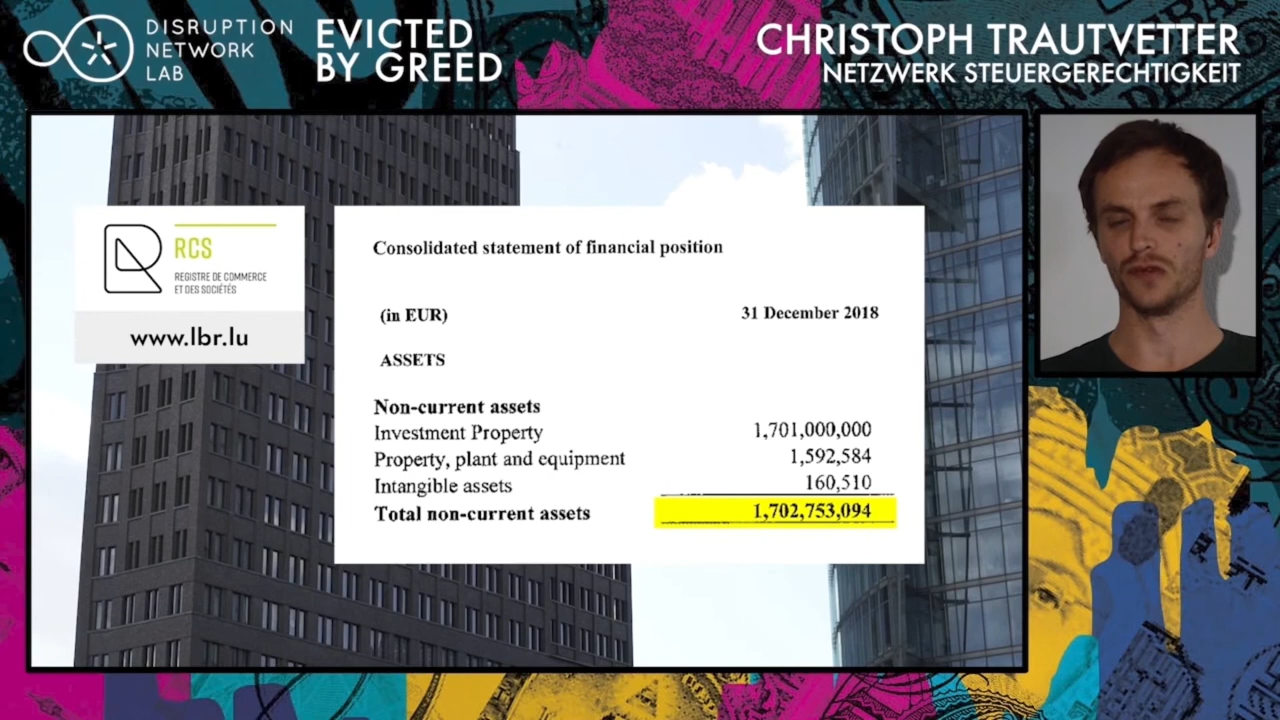 DISRUPTION
NETWORK
LAB
EVICTED
BY GREED
CHRISTOPH TRAUTVETTER
NETZWERK STEUERGERECHTIGKEIT
RCS
REGISTRE DE COMMERCE
ET DES SOCIÉTÉS
www.lbr.lu
Consolidated statement of financial position
(in EUR) 31 December 2018
ASSETS
Non-current assets
Investment Property 1,701,000,000
Property, plant and equipment 1,592,584
Intangible assets 160,510
Total non-current assets 1,702,753,094